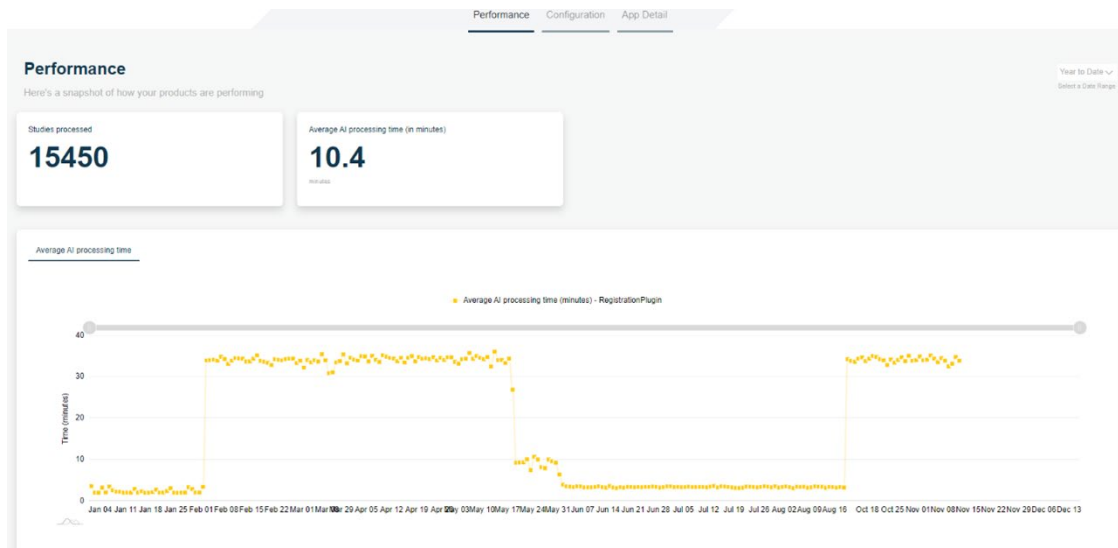 Performance Configuration App Detail
Performance
Year to Date
Here's a snapshot of how your products are performing
Select a Date Range
Studies processed
Average AI processing time (in minutes)
15450
10.4
minutes
Average AI processing time
Average AI processing time (minutes) - RegistrationPlugin
40
30
20
10
0
Time (minutes)
Jan 04 Jan 11 Jan 18 Jan 25 Feb 01 Feb 08 Feb 15 Feb 22 Mar 01 Mar Mar 29 Apr 05 Apr 12 Apr 19 Apr May 03 May 10 May 17 May 24 May 31 Jun 07 Jun 14 Jun 21 Jun 28 Jul 05 Jul 12 Jul 19 Jul 26 Aug 02 Aug 09 Aug 16 Oct 18 Oct 25 Nov 01 Nov 08 Nov 15 Nov 22 Nov 29 Dec 06 Dec 13